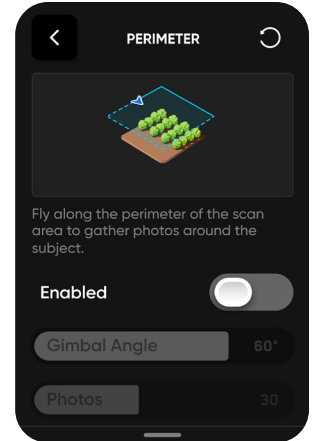 PERIMETER
Fly along the perimeter of the scan
area to gather photos around the
subject.
Enabled
Gimbal Angle 60°
Photos 30